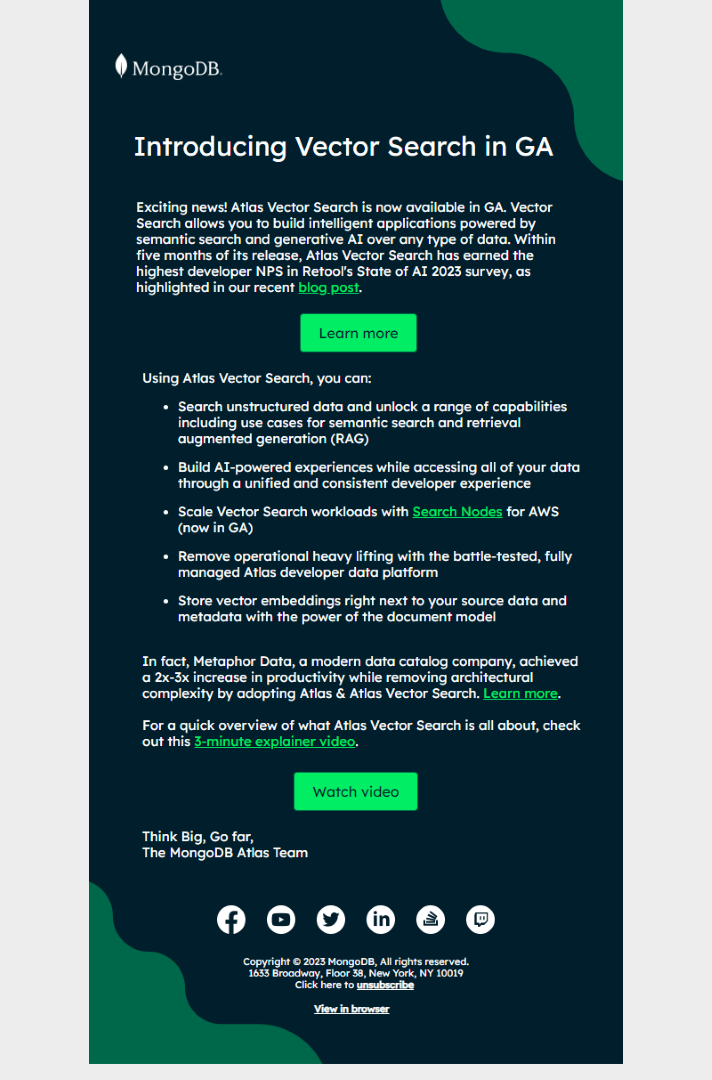 MongoDB.
Introducing Vector Search in GA
Exciting news! Atlas Vector Search is now available in GA. Vector
Search allows you to build intelligent applications powered by
semantic search and generative AI over any type of data. Within
five months of its release, Atlas Vector Search has earned the
highest developer NPS in Retool's State of AI 2023 survey, as
highlighted in our recent blog post.
Learn more
Using Atlas Vector Search, you can:
• Search unstructured data and unlock a range of capabilities
including use cases for semantic search and retrieval
augmented generation (RAG)
• Build AI-powered experiences while accessing all of your data
through a unified and consistent developer experience
• Scale Vector Search workloads with Search Nodes for AWS
(now in GA)
• Remove operational heavy lifting with the battle-tested, fully
managed Atlas developer data platform
• Store vector embeddings right next to your source data and
metadata with the power of the document model
In fact, Metaphor Data, a modern data catalog company, achieved
a 2x-3x increase in productivity while removing architectural
complexity by adopting Atlas & Atlas Vector Search. Learn more.
For a quick overview of what Atlas Vector Search is all about, check
out this 3-minute explainer video.
Watch video
Think Big, Go far,
The MongoDB Atlas Team
Copyright © 2023 MongoDB, All rights reserved.
1633 Broadway, Floor 38, New York, NY 10019
Click here to unsubscribe
View in browser